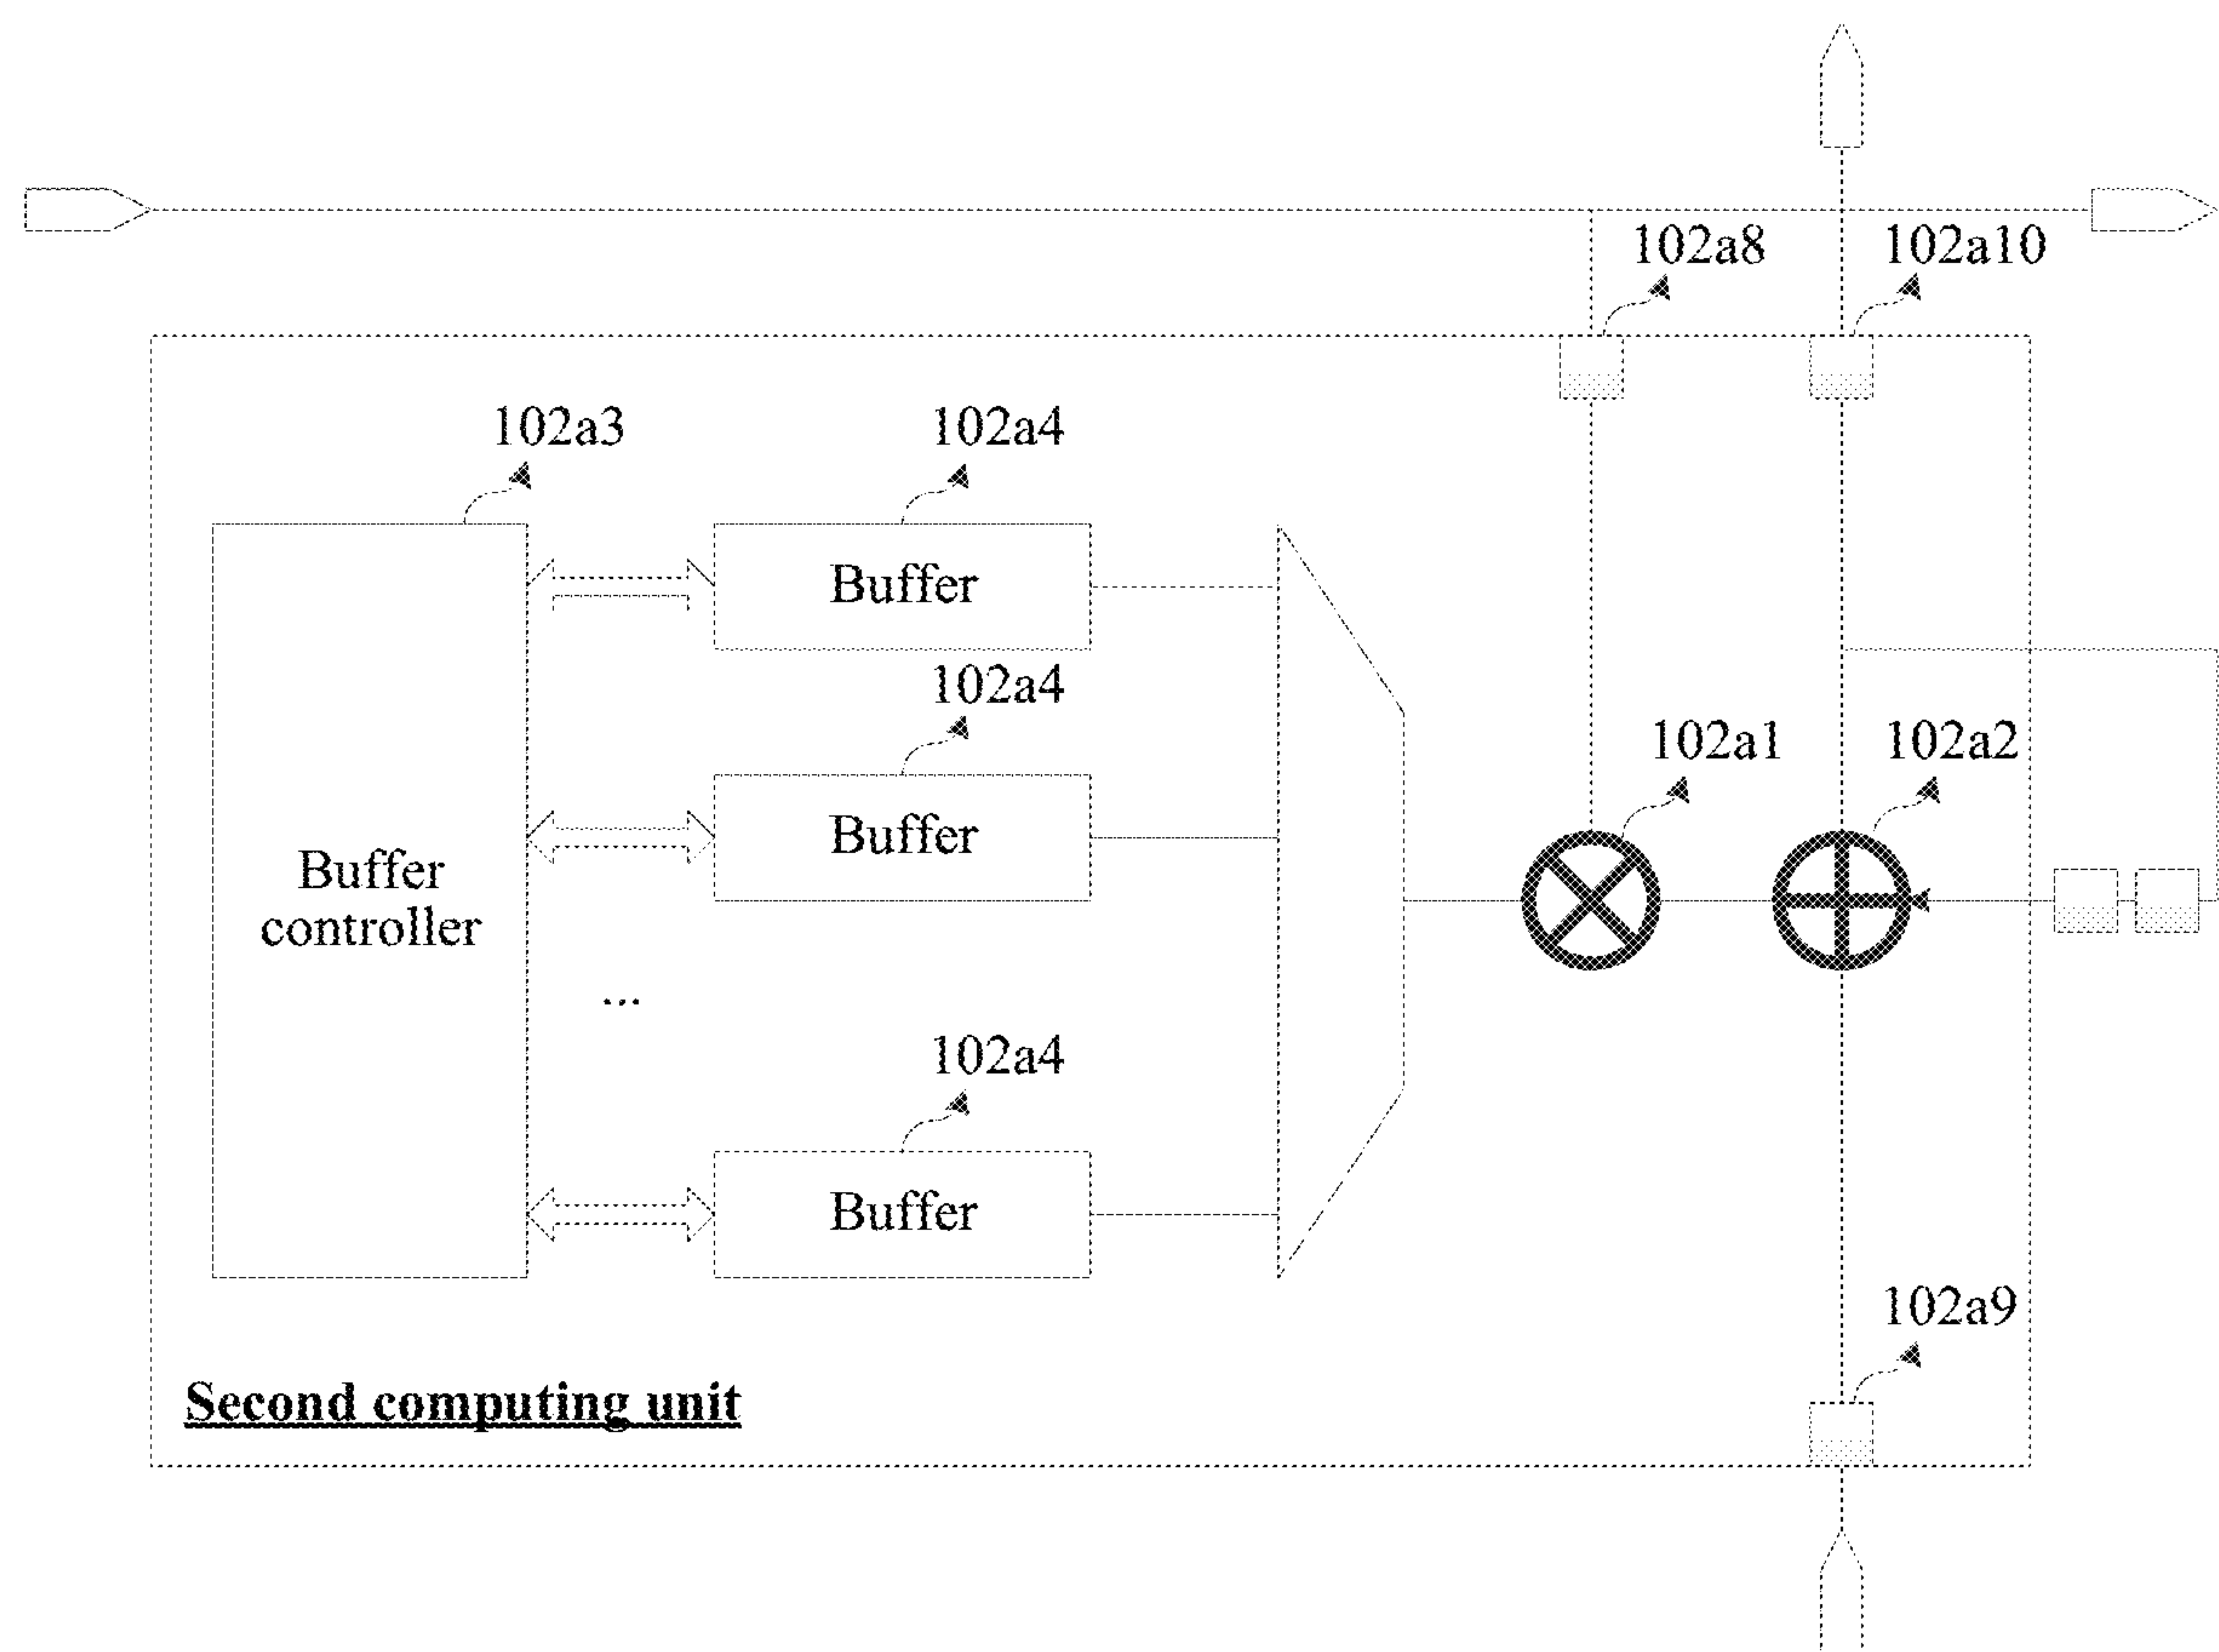 102a8 102a10
102a3 102a4
Buffer
102a4
102a1 102a2
Buffer
Buffer
controller
...
102a4
Buffer
102a9
Second computing unit